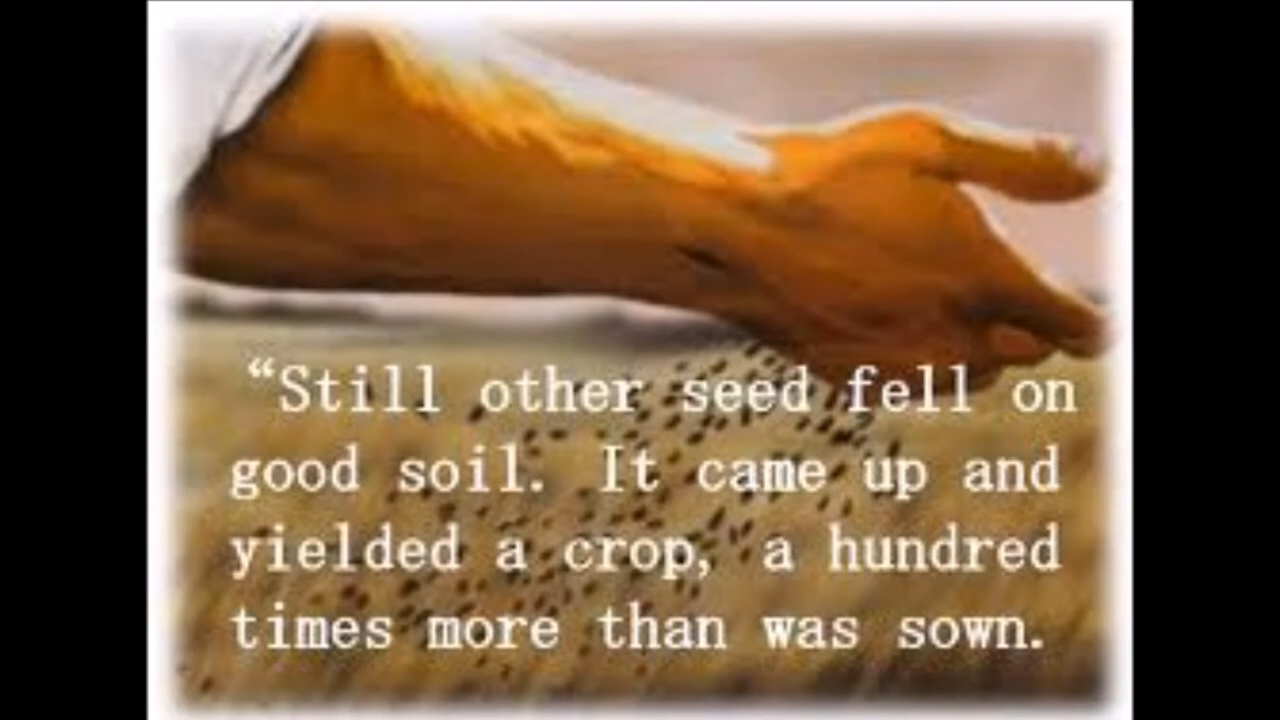 “Still other seed fell on
good soil. It came up and
yielded a crop, a hundred
times more than was sown.